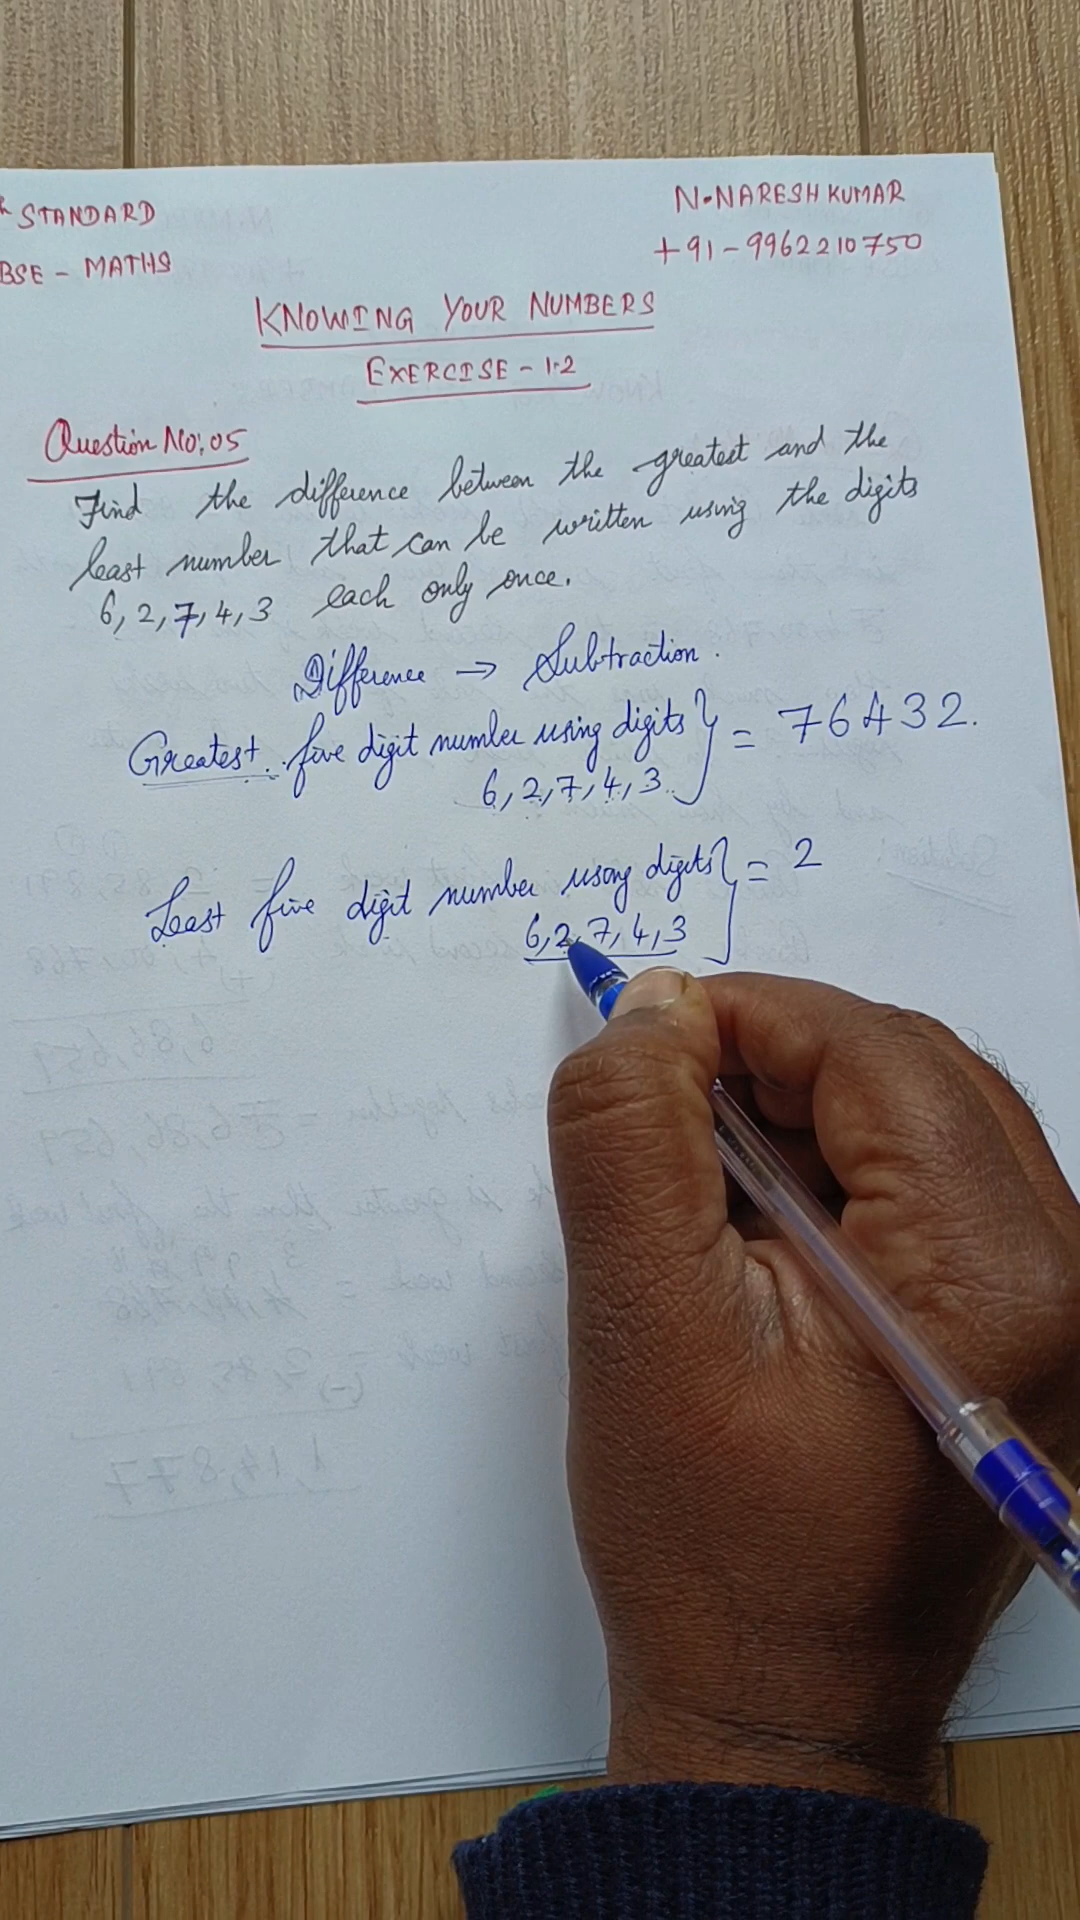 STANDARD
N.NARESH KUMAR
BSE - MATHS
+91-9962210750
KNOWING YOUR NUMBERS
EXERCISE - 1.2
Question No: 05
Find the difference between the greatest and the
least number that can be written using the digits
6, 2, 7, 4, 3 each only once.
Difference → Subtraction.
Greatest five digit number using digits } = 76432.
6, 2, 7, 4, 3
Least five digit number using digits } = 2
6, 2, 7, 4, 3